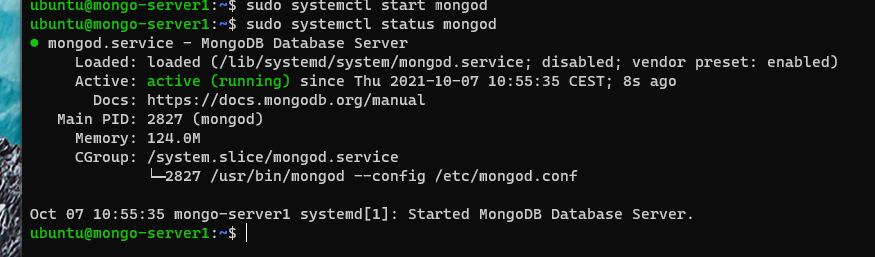 ubuntu@mongo-server1:~$ sudo systemctl start mongod
ubuntu@mongo-server1:~$ sudo systemctl status mongod
● mongod.service - MongoDB Database Server
     Loaded: loaded (/lib/systemd/system/mongod.service; disabled; vendor preset: enabled)
     Active: active (running) since Thu 2021-10-07 10:55:35 CEST; 8s ago
       Docs: https://docs.mongodb.org/manual
   Main PID: 2827 (mongod)
     Memory: 124.0M
     CGroup: /system.slice/mongod.service
             └─2827 /usr/bin/mongod --config /etc/mongod.conf

Oct 07 10:55:35 mongo-server1 systemd[1]: Started MongoDB Database Server.
ubuntu@mongo-server1:~$